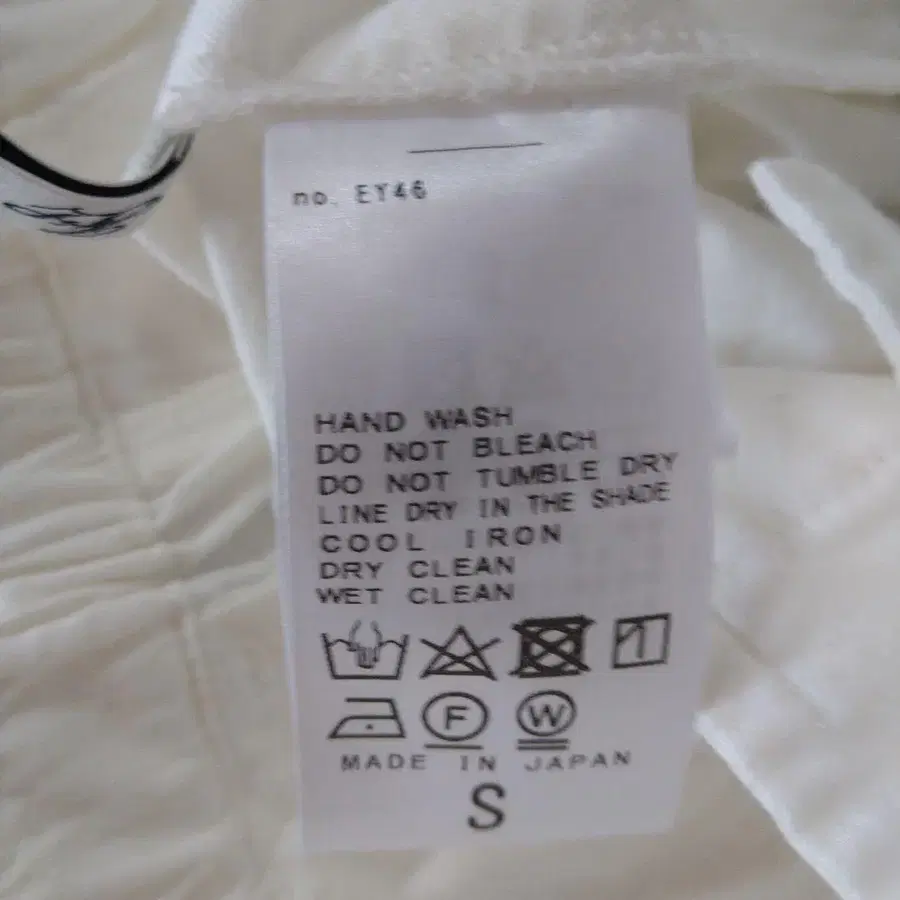 no. EY46
HAND WASH
DO NOT BLEACH
DO NOT TUMBLE DRY
LINE DRY IN THE SHADE
COOL IRON
DRY CLEAN
WET CLEAN
F W
MADE IN JAPAN
S